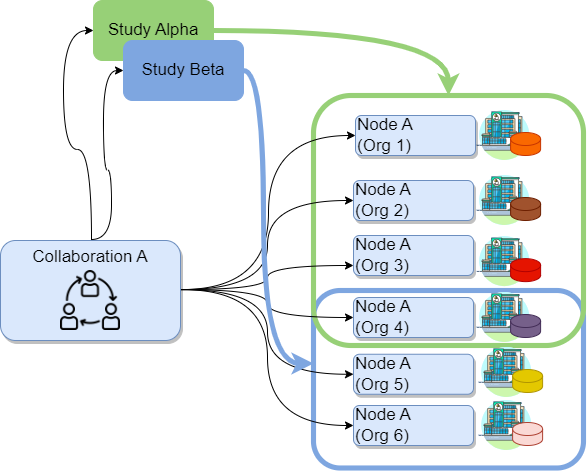 Study Alpha
Study Beta
Collaboration A
Node A
(Org 1)
Node A
(Org 2)
Node A
(Org 3)
Node A
(Org 4)
Node A
(Org 5)
Node A
(Org 6)